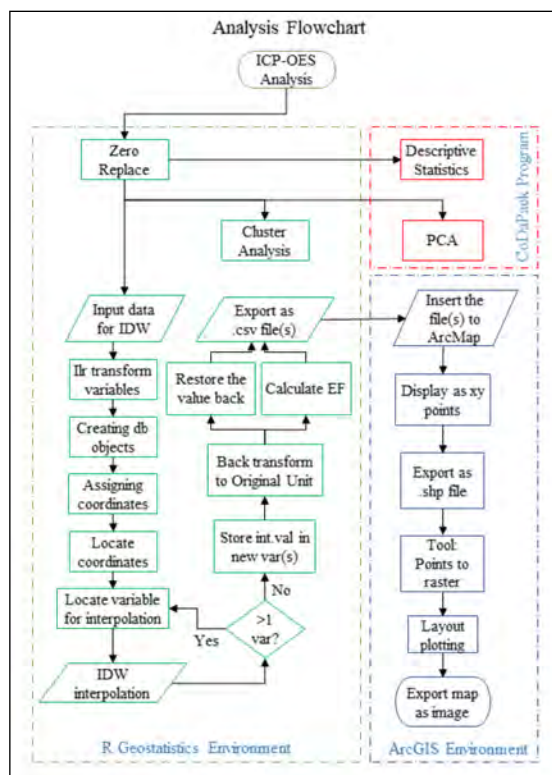 Analysis Flowchart
ICP-OES
Analysis
Zero
Replace
Descriptive
Statistics
Cluster
Analysis
PCA
CoDaPack Program
Input data
for IDW
Export as
.csv file(s)
Insert the
file(s) to
ArcMap
Ilr transform
variables
Restore the
value back
Calculate EF
Display as xy
points
Creating db
objects
Back transform
to Original Unit
Export as
.shp file
Assigning
coordinates
Store int.val in
new var(s)
Tool:
Points to
raster
Locate
coordinates
No
Locate variable
for interpolation
Yes
>1
var?
Layout
plotting
IDW
interpolation
Export map
as image
R Geostatistics Environment
ArcGIS Environment